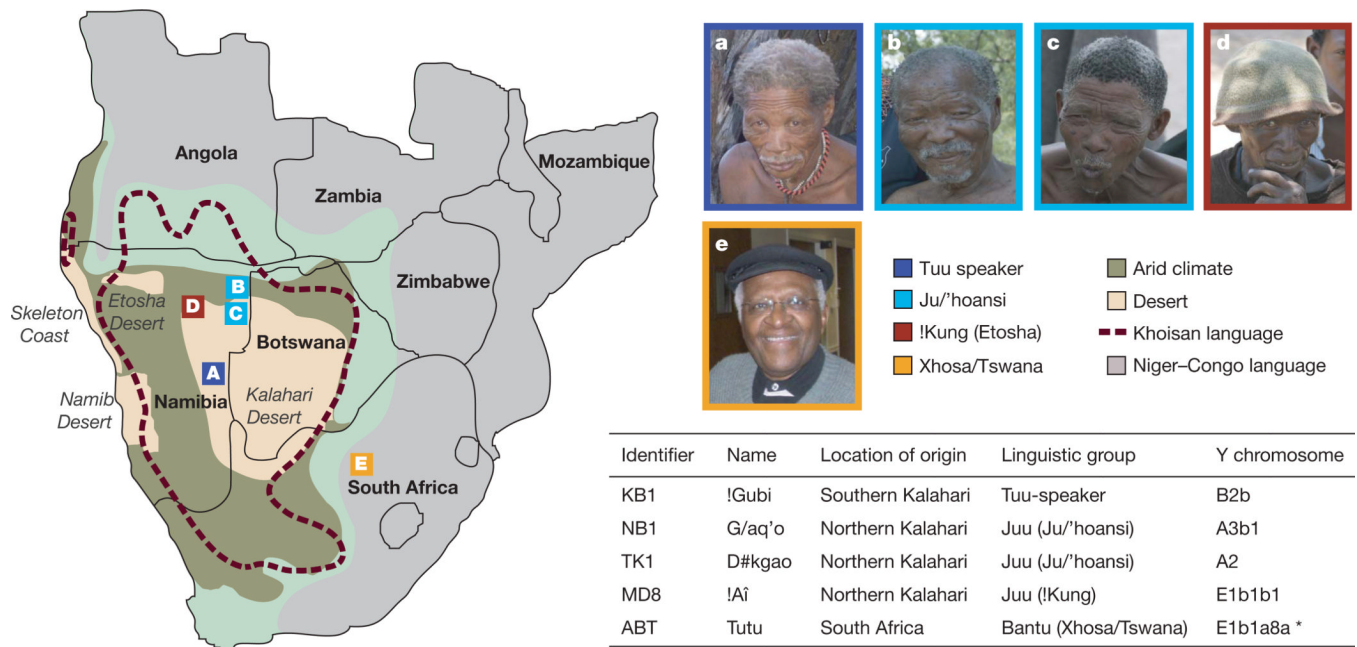 Angola
Zambia
Mozambique
Zimbabwe
Etosha
Desert
Skeleton
Coast
B
D
C
Botswana
A
Namibia
Kalahari
Desert
Namib
Desert
E
South Africa
a
b
c
d
e
Tuu speaker
Ju/’hoansi
!Kung (Etosha)
Xhosa/Tswana
Arid climate
Desert
Khoisan language
Niger–Congo language
Identifier Name Location of origin Linguistic group Y chromosome
KB1 !Gubi Southern Kalahari Tuu-speaker B2b
NB1 G/aq’o Northern Kalahari Juu (Ju/’hoansi) A3b1
TK1 D#kgao Northern Kalahari Juu (Ju/’hoansi) A2
MD8 !Aî Northern Kalahari Juu (!Kung) E1b1b1
ABT Tutu South Africa Bantu (Xhosa/Tswana) E1b1a8a *